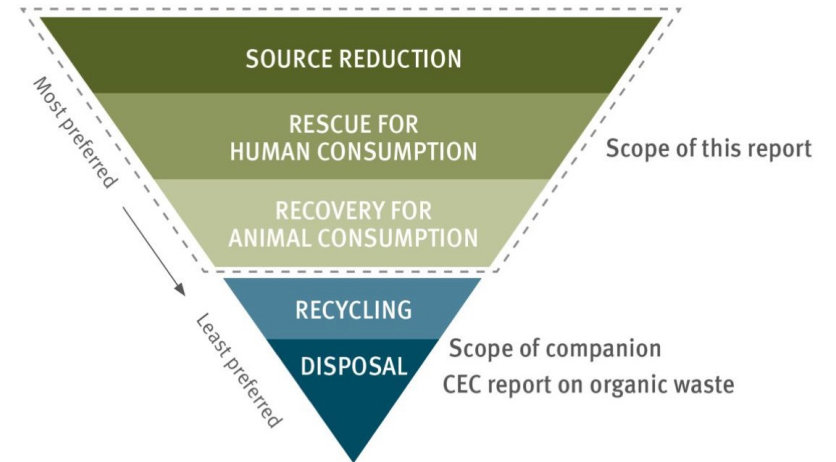 SOURCE REDUCTION
Most preferred
RESCUE FOR
HUMAN CONSUMPTION
Scope of this report
RECOVERY FOR
ANIMAL CONSUMPTION
RECYCLING
Least preferred
DISPOSAL
Scope of companion
CEC report on organic waste